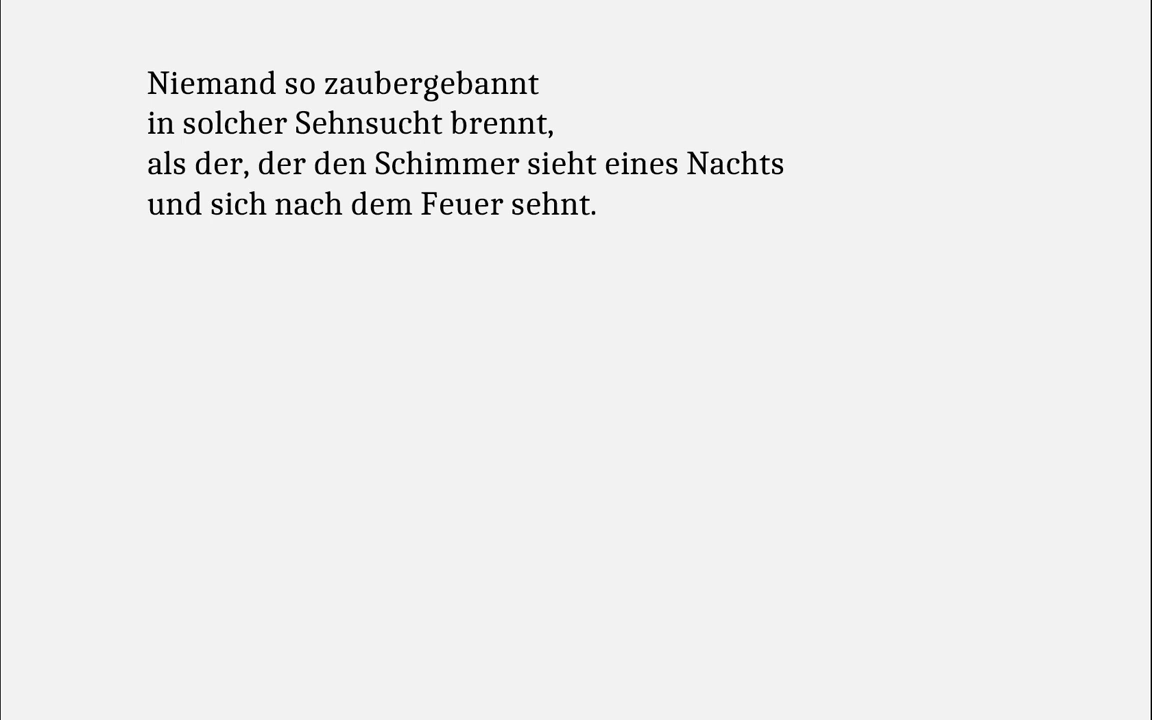 Niemand so zaubergebannt
in solcher Sehnsucht brennt,
als der, der den Schimmer sieht eines Nachts
und sich nach dem Feuer sehnt.